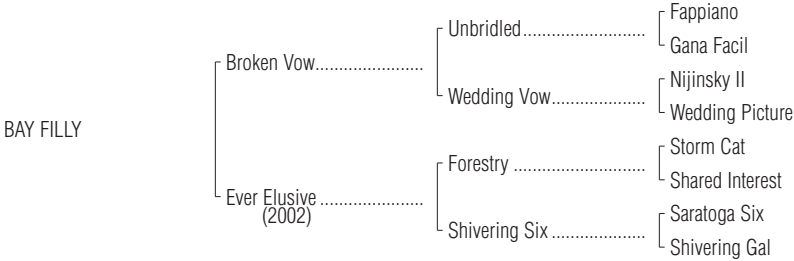 Fappiano
Unbridled..........................
Gana Facil
Broken Vow.......................
Nijinsky II
Wedding Vow....................
Wedding Picture
BAY FILLY
Storm Cat
Forestry ............................
Shared Interest
Ever Elusive ......................
(2002)
Saratoga Six
Shivering Six ....................
Shivering Gal